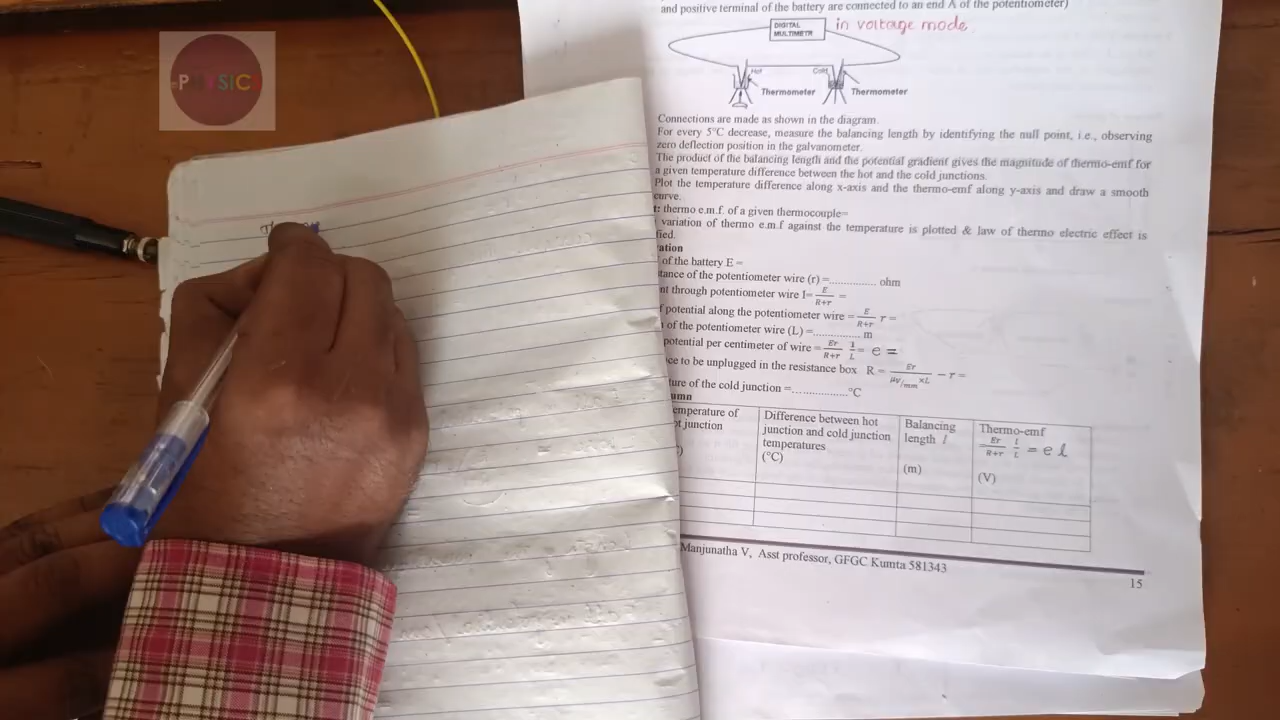 PHYSICS
and positive terminal of the battery are connected to an end A of the potentiometer)
DIGITAL
MULTIMETR
in voltage mode.
Hot
Cold
Thermometer
Thermometer
Connections are made as shown in the diagram.
For every 5°C decrease, measure the balancing length by identifying the null point, i.e., observing
zero deflection position in the galvanometer.
The product of the balancing length and the potential gradient gives the magnitude of thermo-emf for
a given temperature difference between the hot and the cold junctions.
Plot the temperature difference along x-axis and the thermo-emf along y-axis and draw a smooth
curve.
t: thermo e.m.f. of a given thermocouple=
variation of thermo e.m.f against the temperature is plotted & law of thermo electric effect is
fied.
ation
of the battery E =
tance of the potentiometer wire (r) =............... ohm
nt through potentiometer wire I= E/R+r =
f potential along the potentiometer wire = E/R+r r =
of the potentiometer wire (L) =............... m
potential per centimeter of wire = Er/R+r 1/L = e =
ce to be unplugged in the resistance box R = Er/μv/mm×L − r =
ture of the cold junction =..................°C
umn
emperature of
ot junction
Difference between hot
junction and cold junction
temperatures
(°C)
Balancing
length l
(m)
Thermo-emf
= Er/R+r l/L = e l
(V)
Manjunatha V, Asst professor, GFGC Kumta 581343
15